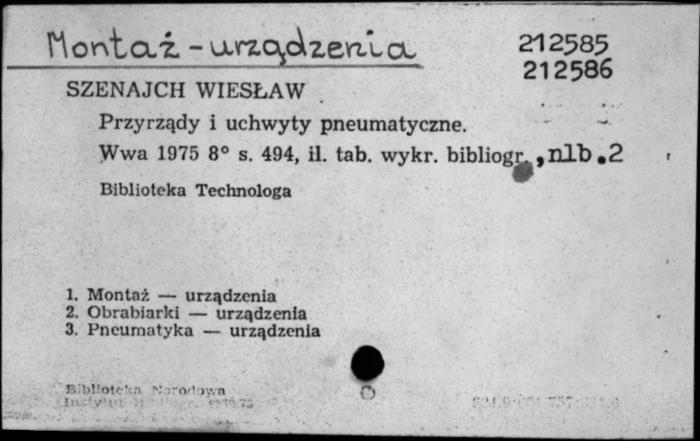 Montaż - urządzenia
212585
212586
SZENAJCH WIESŁAW
Przyrządy i uchwyty pneumatyczne.
Wwa 1975 8° s. 494, il. tab. wykr. bibliogr., nlb.2
Biblioteka Technologa
1. Montaż — urządzenia
2. Obrabiarki — urządzenia
3. Pneumatyka — urządzenia
Biblioteka Narodowa